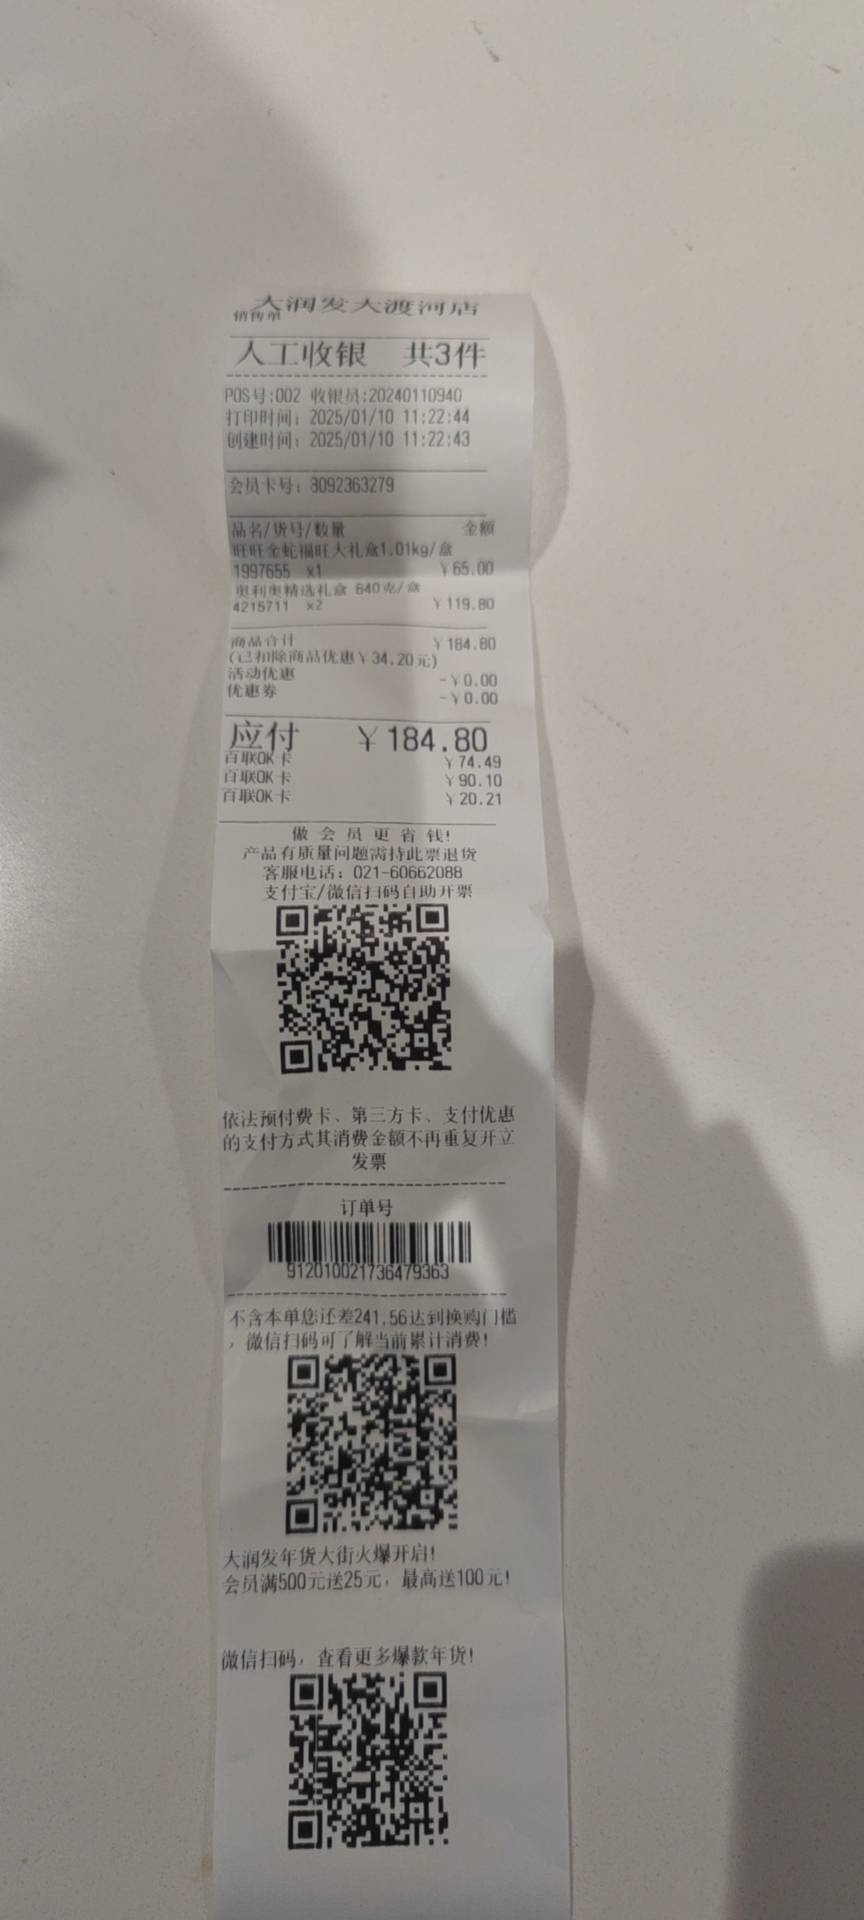 大润发大渡河店
销售单
人工收银 共3件
POS号:002 收银员:20240110940
打印时间: 2025/01/10 11:22:44
创建时间: 2025/01/10 11:22:43
会员卡号: 3092363279
品名/货号/数量 金额
旺旺金蛇福旺大礼盒1.01kg/盒
1997655 x1 ￥65.00
奥利奥精选礼盒 640克/盒
4215711 x2 ￥119.80
商品合计 ￥184.80
(已扣除商品优惠￥34.20元)
活动优惠 -￥0.00
优惠券 -￥0.00
应付 ￥184.80
百联OK卡 ￥74.49
百联OK卡 ￥90.10
百联OK卡 ￥20.21
做 会 员 更 省 钱!
产品有质量问题需持此票退货
客服电话: 021-60662088
支付宝/微信扫码自助开票
依法预付费卡、第三方卡、支付优惠
的支付方式其消费金额不再重复开立
发票
订单号
912010021736479363
不含本单您还差241.56达到换购门槛
，微信扫码可了解当前累计消费!
大润发年货大街火爆开启!
会员满500元送25元，最高送100元!
微信扫码，查看更多爆款年货!